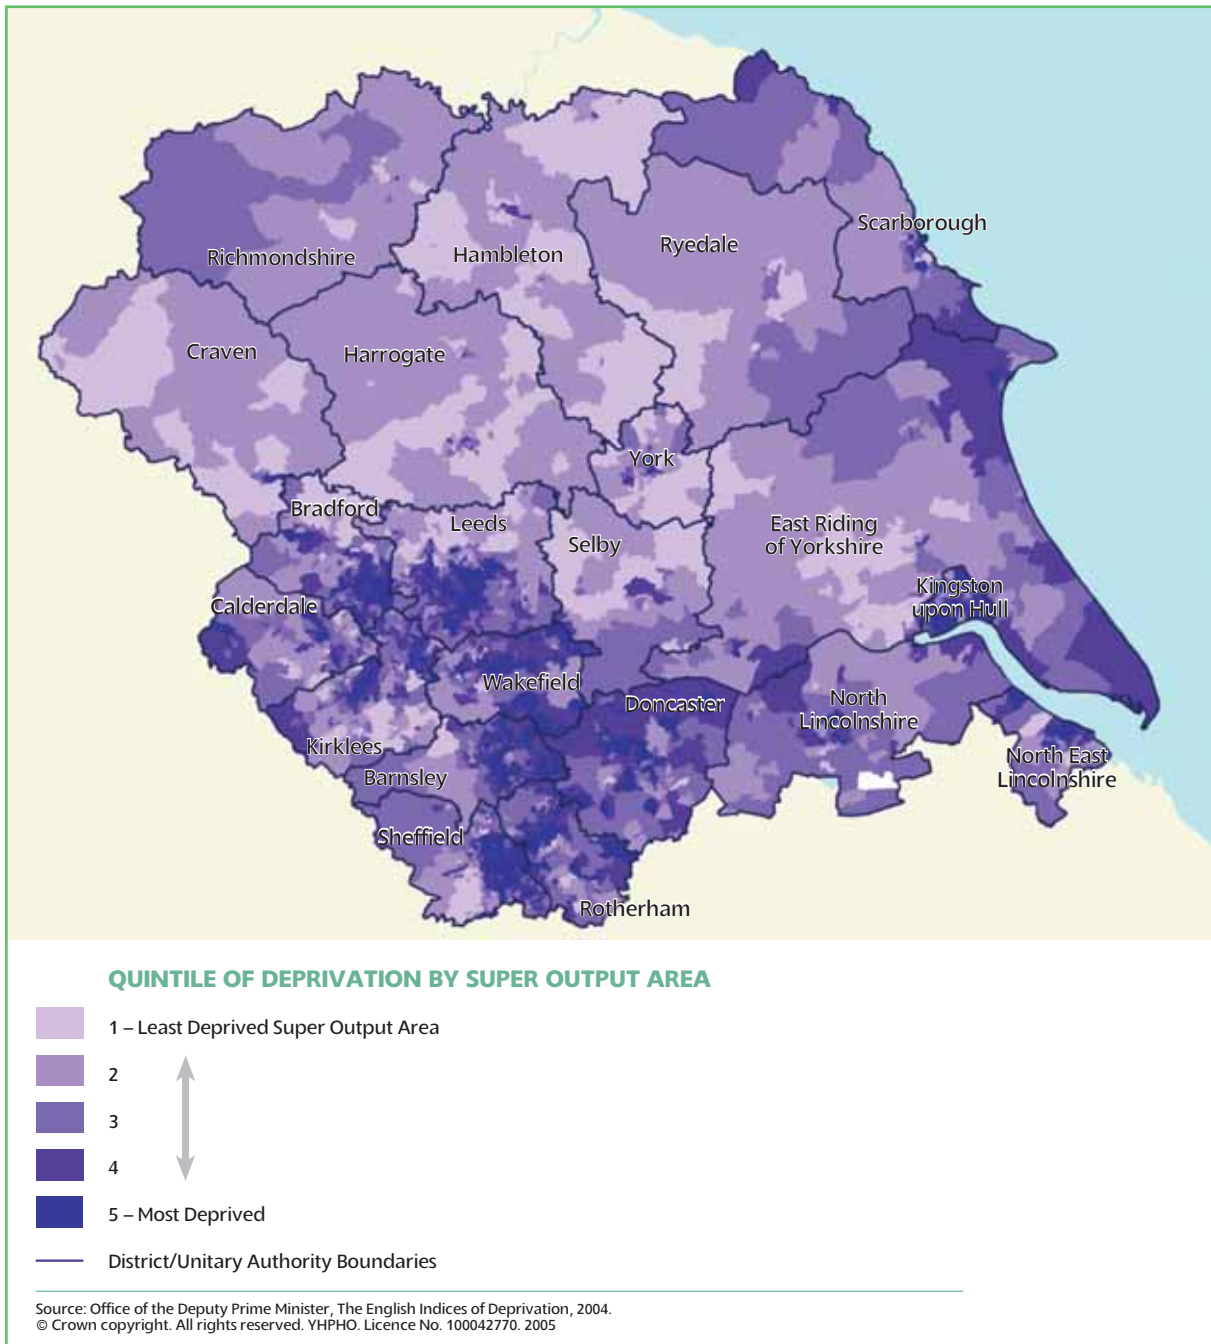 Scarborough
Ryedale
Richmondshire
Hambleton
Craven
Harrogate
York
Bradford
Leeds
Selby
East Riding
of Yorkshire
Kingston
upon Hull
Calderdale
Wakefield
Doncaster
North
Lincolnshire
Kirklees
Barnsley
North East
Lincolnshire
Sheffield
Rotherham
QUINTILE OF DEPRIVATION BY SUPER OUTPUT AREA
1 – Least Deprived Super Output Area
2
3
4
5 – Most Deprived
District/Unitary Authority Boundaries
Source: Office of the Deputy Prime Minister, The English Indices of Deprivation, 2004.
© Crown copyright. All rights reserved. YHPHO. Licence No. 100042770. 2005